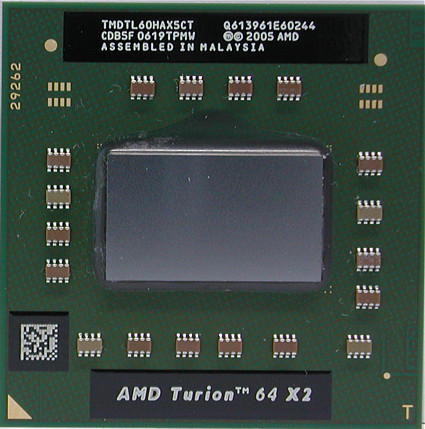 TMDTL60HAX5CT Q613961E60244
CDB5F 0619TPMW ©© 2005 AMD
ASSEMBLED IN MALAYSIA
29262
AMD Turion™ 64 X2
T